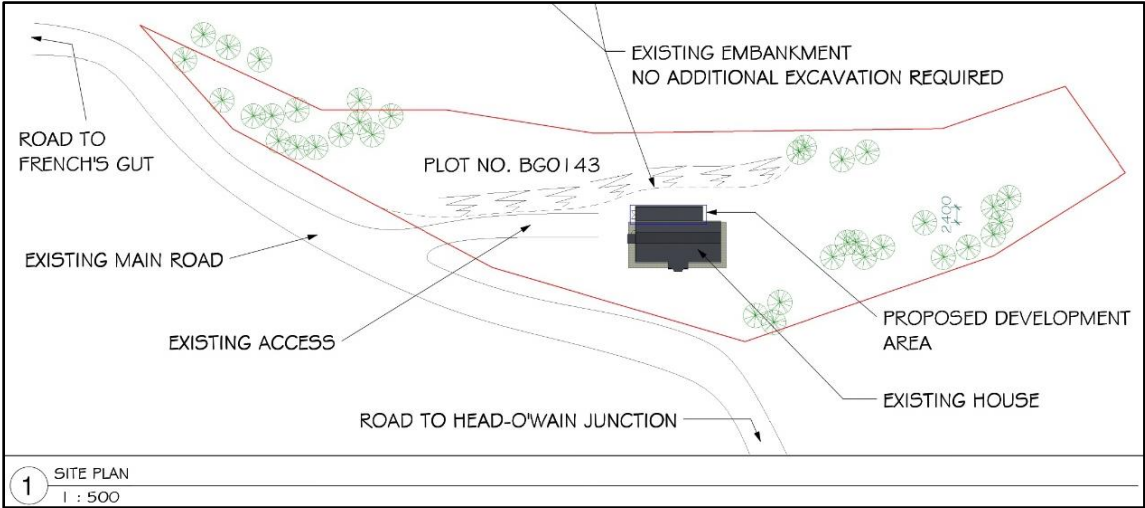 EXISTING EMBANKMENT
NO ADDITIONAL EXCAVATION REQUIRED
ROAD TO
FRENCH'S GUT
PLOT NO. BG0143
2400
EXISTING MAIN ROAD
PROPOSED DEVELOPMENT
AREA
EXISTING ACCESS
EXISTING HOUSE
ROAD TO HEAD-O'WAIN JUNCTION
1
SITE PLAN
1 : 500